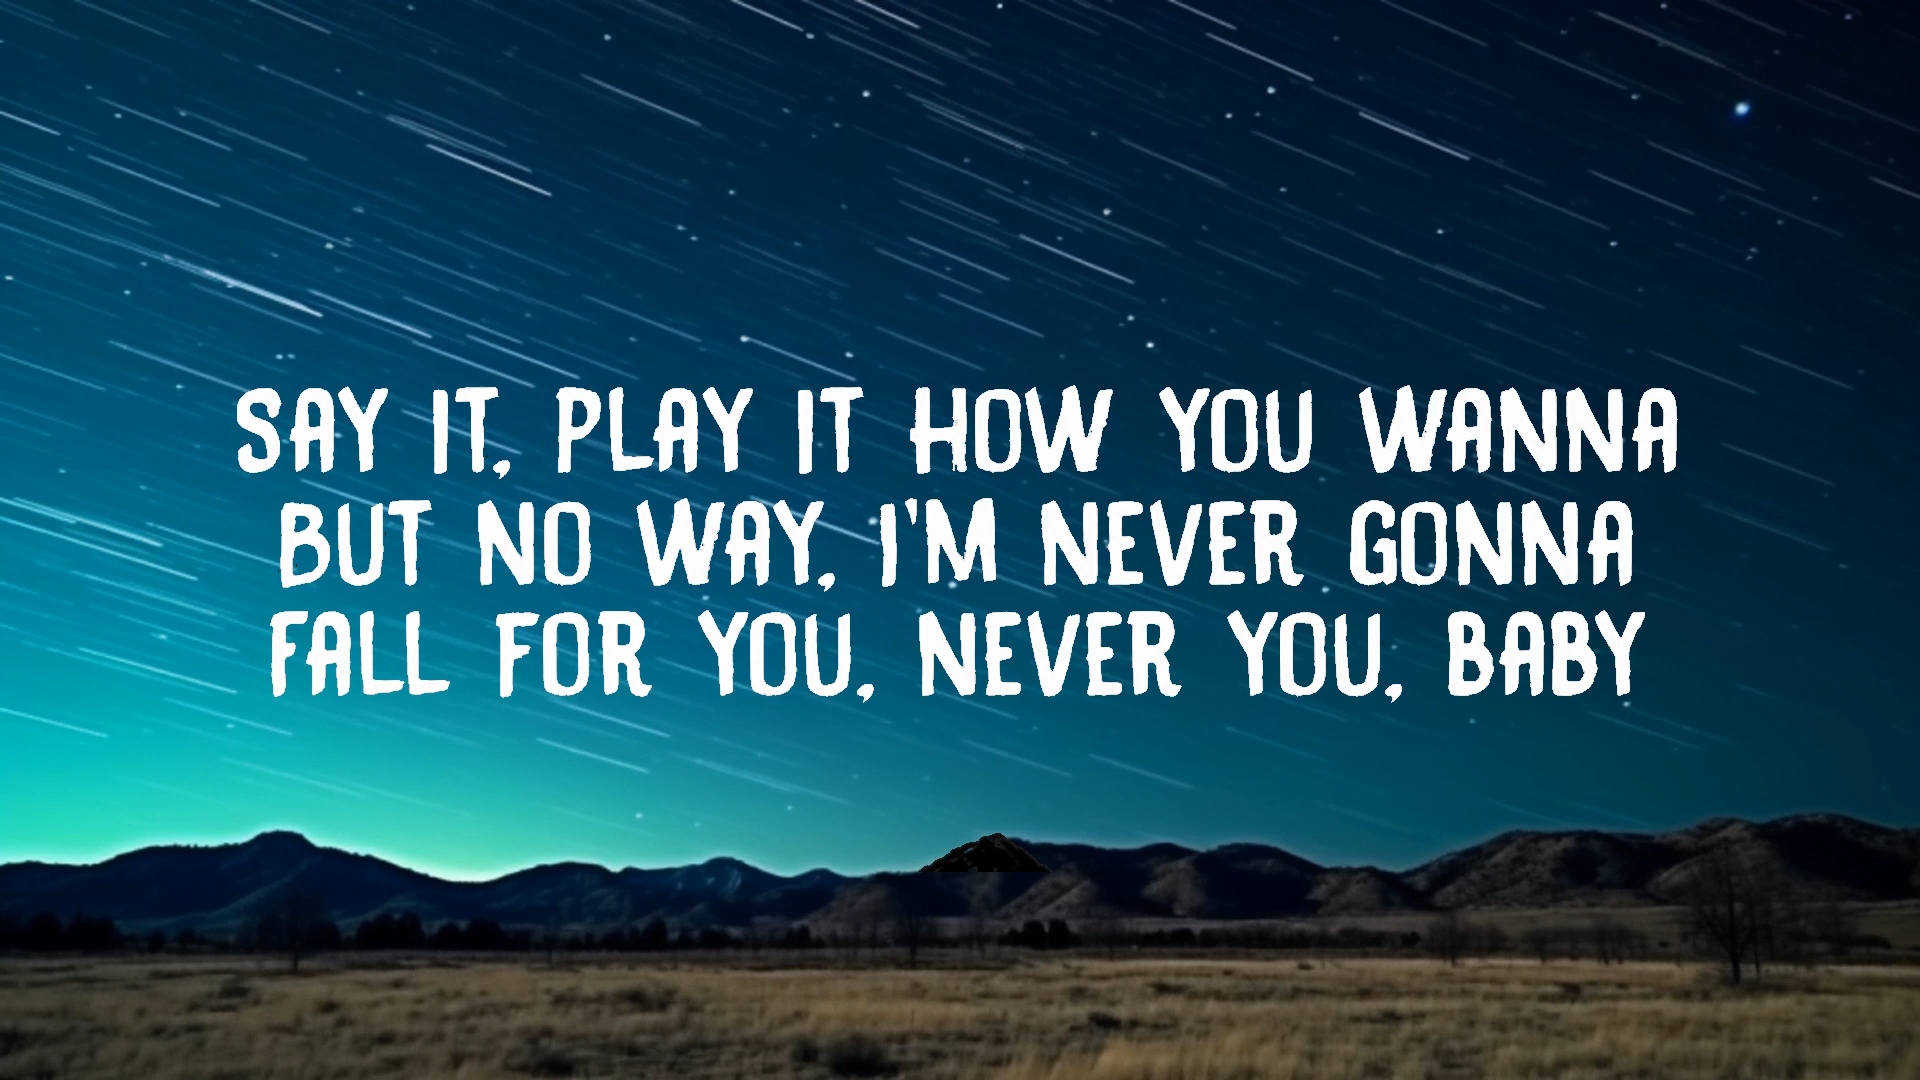 SAY IT, PLAY IT HOW YOU WANNA
BUT NO WAY, I'M NEVER GONNA
FALL FOR YOU, NEVER YOU, BABY